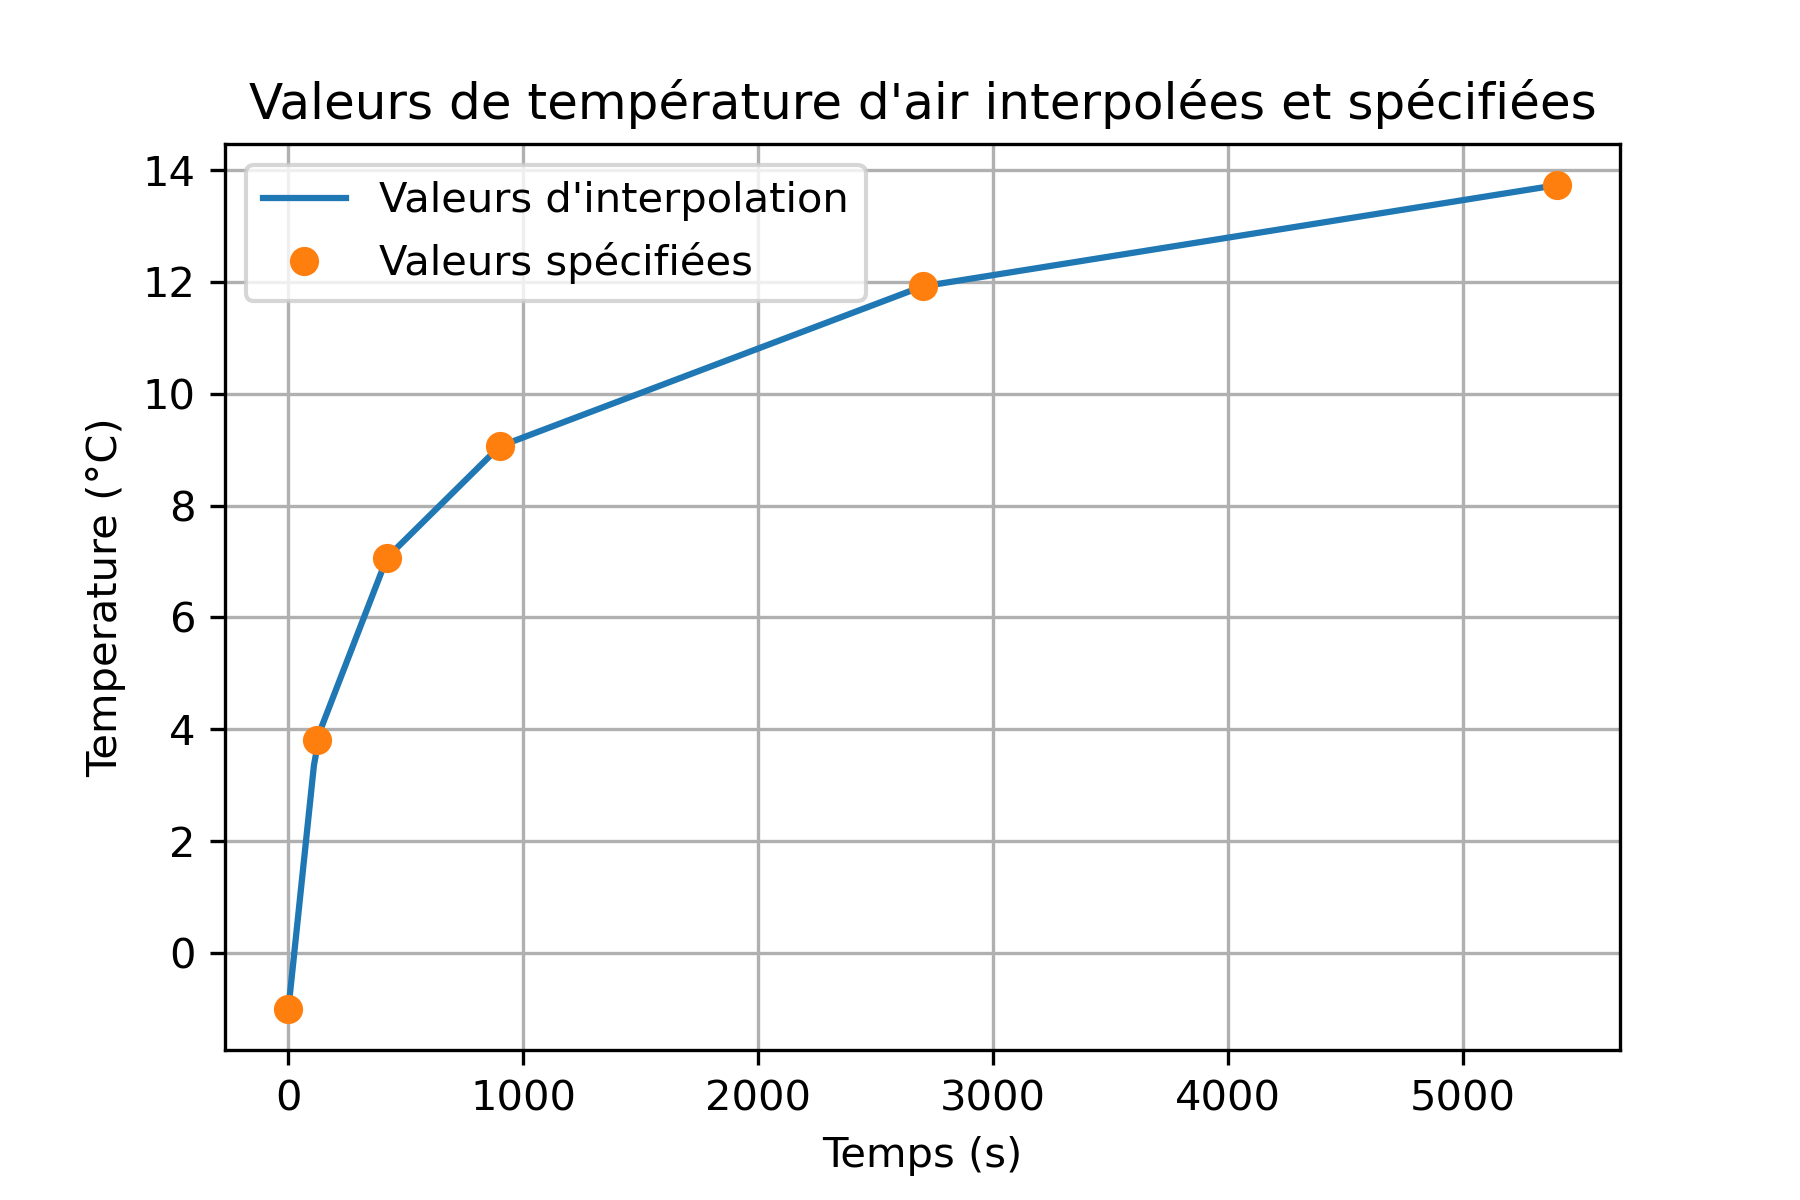 Valeurs de température d'air interpolées et spécifiées
Valeurs d'interpolation
Valeurs spécifiées
Temperature (°C)
14
12
10
8
6
4
2
0
0 1000 2000 3000 4000 5000
Temps (s)